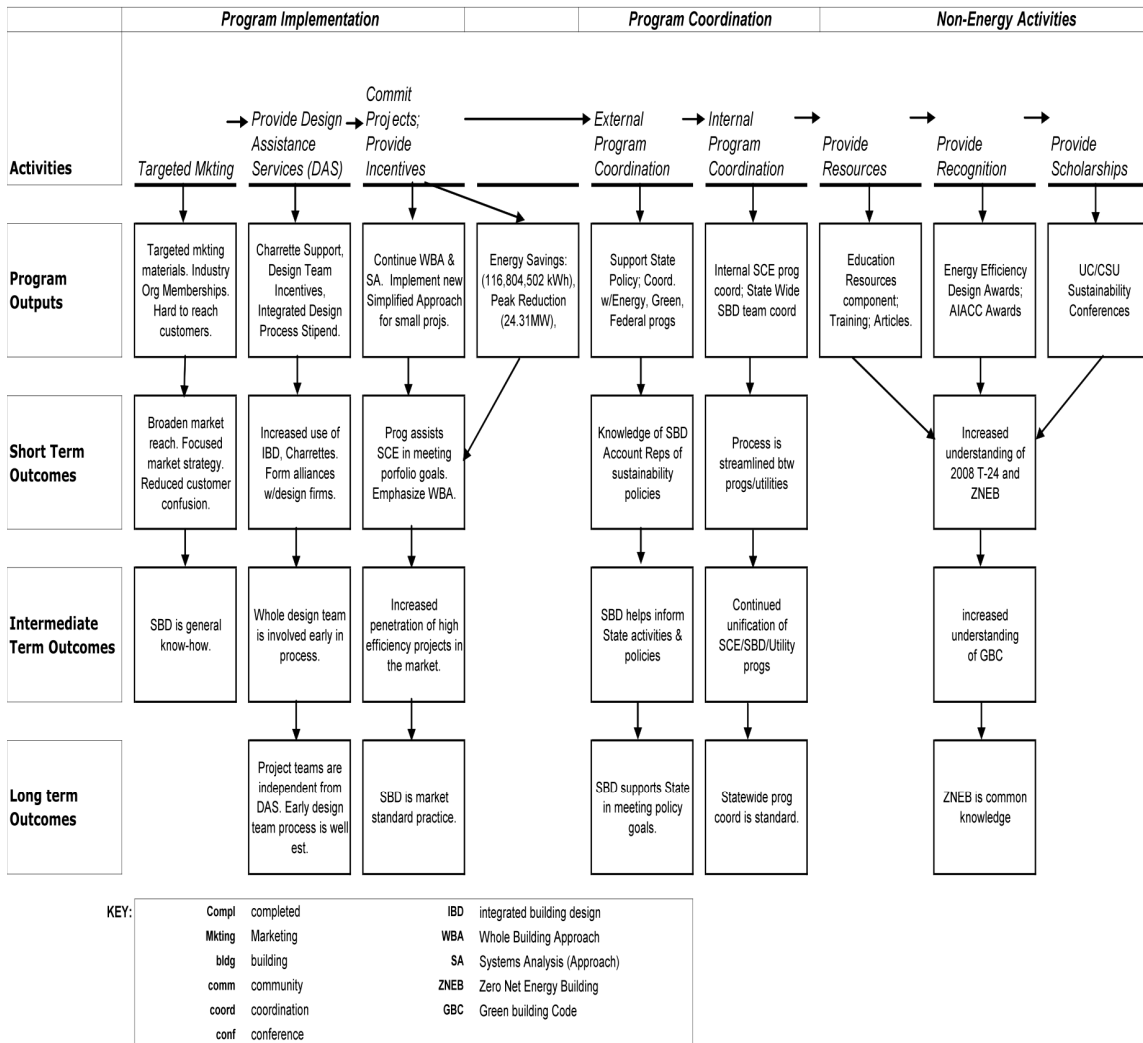 Program Implementation
Program Coordination
Non-Energy Activities
Activities
Targeted Mkting
Provide Design
Assistance
Services (DAS)
Commit
Projects;
Provide
Incentives
External
Program
Coordination
Internal
Program
Coordination
Provide
Resources
Provide
Recognition
Provide
Scholarships
Program
Outputs
Targeted mkting
materials. Industry
Org Memberships.
Hard to reach
customers.
Charrette Support,
Design Team
Incentives,
Integrated Design
Process Stipend.
Continue WBA &
SA. Implement new
Simplified Approach
for small projs.
Energy Savings:
(116,804,502 kWh),
Peak Reduction
(24.31MW),
Support State
Policy; Coord.
w/Energy, Green,
Federal progs
Internal SCE prog
coord; State Wide
SBD team coord
Education
Resources
component;
Training; Articles.
Energy Efficiency
Design Awards;
AIACC Awards
UC/CSU
Sustainability
Conferences
Short Term
Outcomes
Broaden market
reach. Focused
market strategy.
Reduced customer
confusion.
Increased use of
IBD, Charrettes.
Form alliances
w/design firms.
Prog assists
SCE in meeting
porfolio goals.
Emphasize WBA.
Knowledge of SBD
Account Reps of
sustainability
policies
Process is
streamlined btw
progs/utilities
Increased
understanding of
2008 T-24 and
ZNEB
Intermediate
Term Outcomes
SBD is general
know-how.
Whole design team
is involved early in
process.
Increased
penetration of high
efficiency projects in
the market.
SBD helps inform
State activities &
policies
Continued
unification of
SCE/SBD/Utility
progs
increased
understanding
of GBC
Long term
Outcomes
Project teams are
independent from
DAS. Early design
team process is well
est.
SBD is market
standard practice.
SBD supports State
in meeting policy
goals.
Statewide prog
coord is standard.
ZNEB is common
knowledge
KEY:
Compl completed
Mkting Marketing
bldg building
comm community
coord coordination
conf conference
IBD integrated building design
WBA Whole Building Approach
SA Systems Analysis (Approach)
ZNEB Zero Net Energy Building
GBC Green building Code